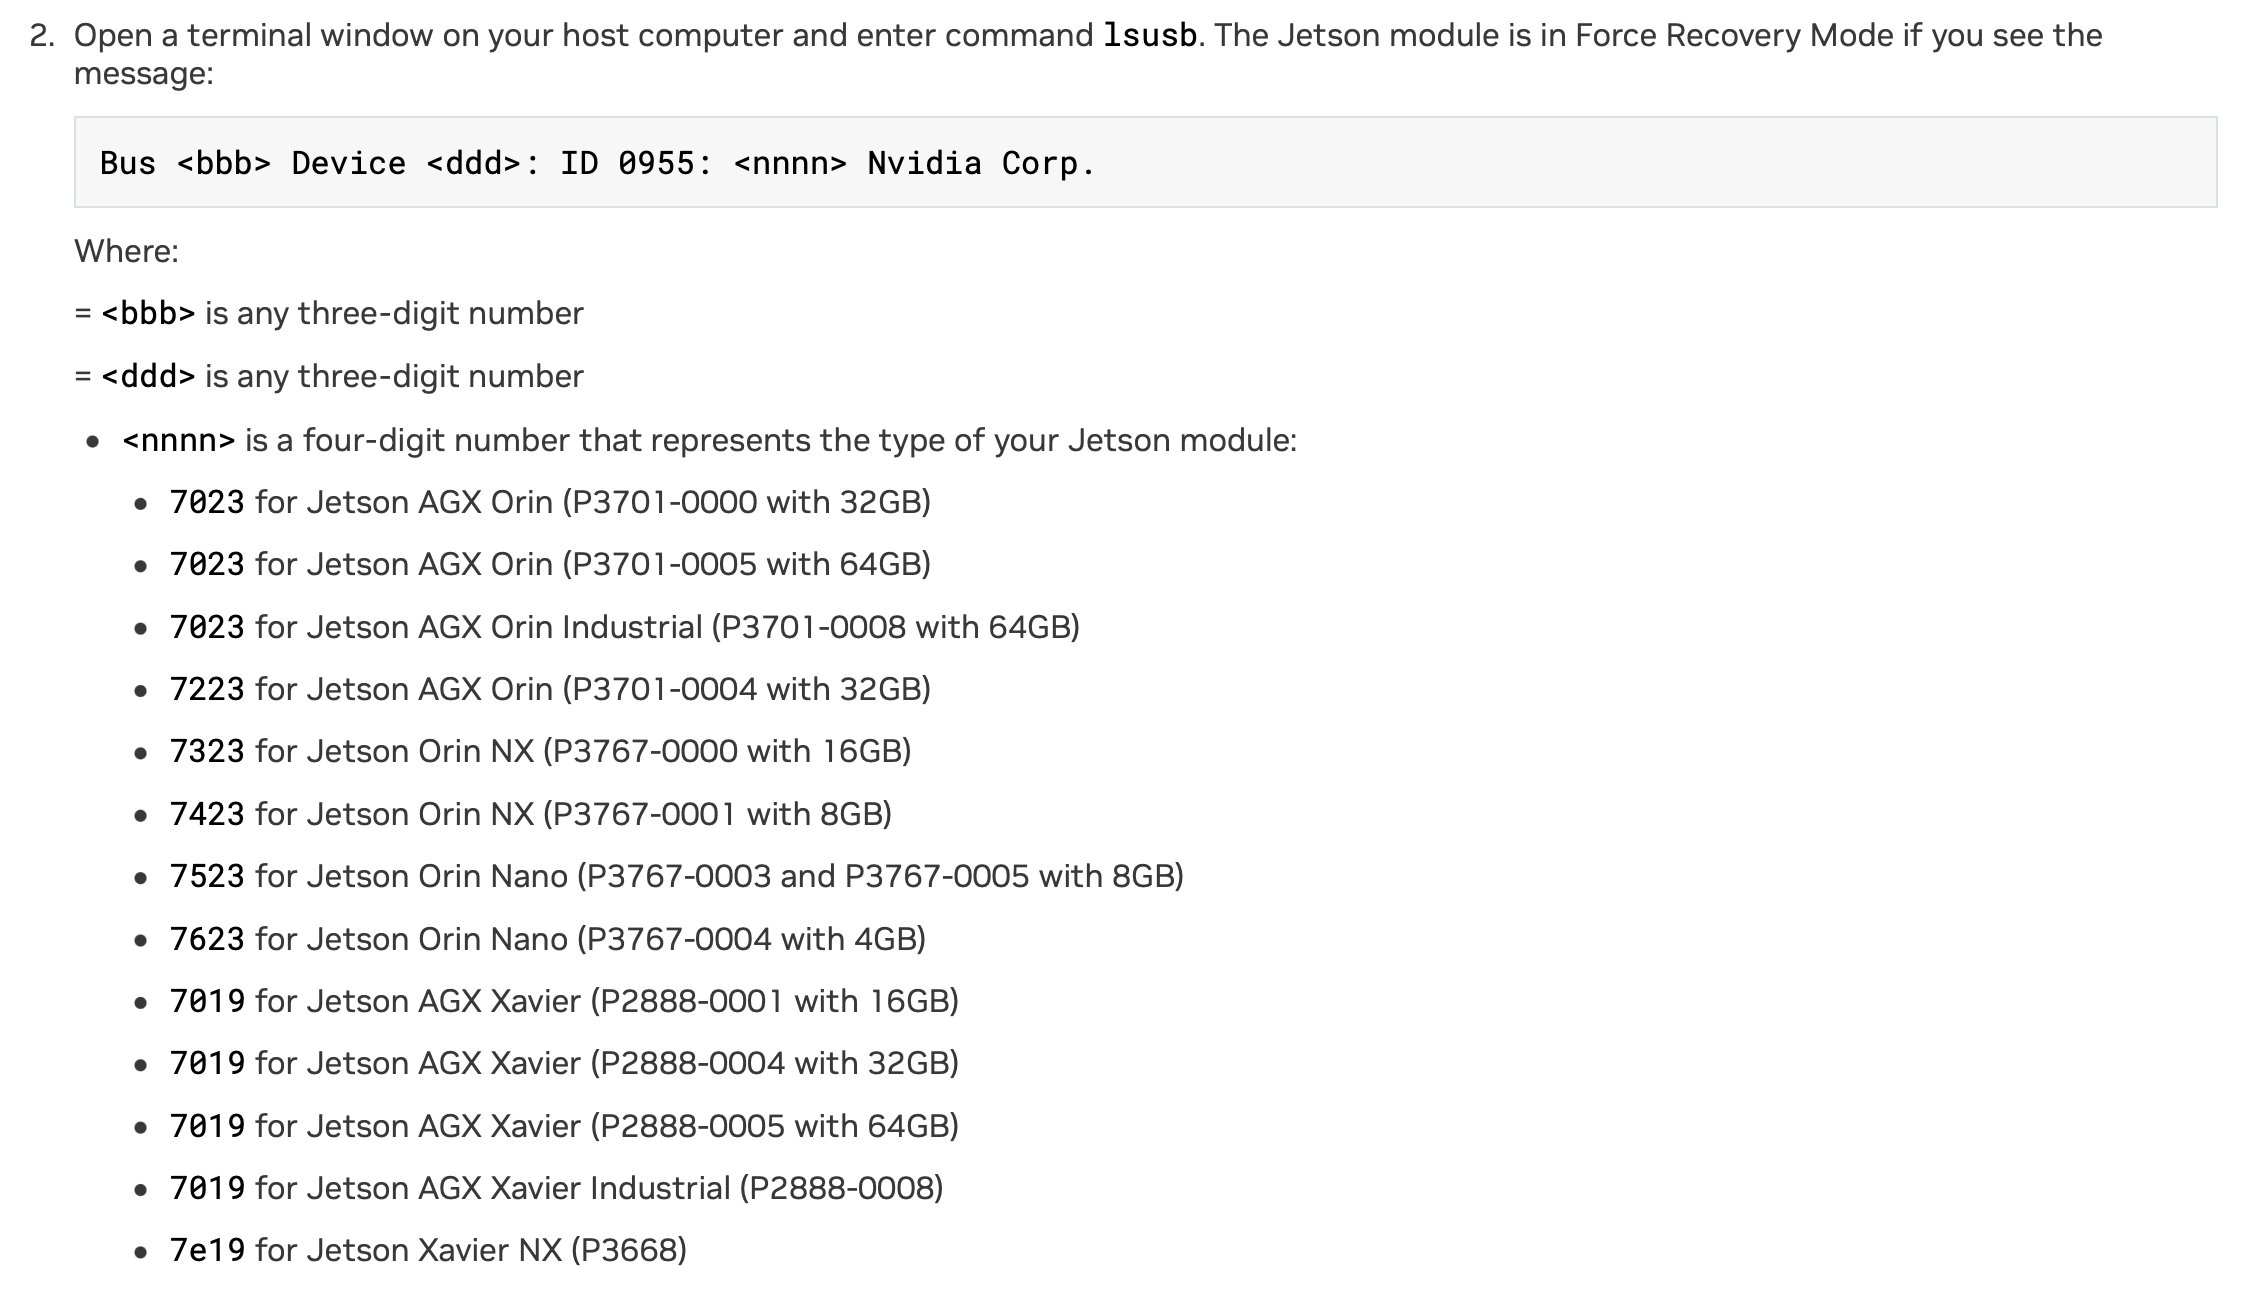 2. Open a terminal window on your host computer and enter command lsusb. The Jetson module is in Force Recovery Mode if you see the
message:
Bus <bbb> Device <ddd>: ID 0955: <nnnn> Nvidia Corp.
Where:
= <bbb> is any three-digit number
= <ddd> is any three-digit number
• <nnnn> is a four-digit number that represents the type of your Jetson module:
• 7023 for Jetson AGX Orin (P3701-0000 with 32GB)
• 7023 for Jetson AGX Orin (P3701-0005 with 64GB)
• 7023 for Jetson AGX Orin Industrial (P3701-0008 with 64GB)
• 7223 for Jetson AGX Orin (P3701-0004 with 32GB)
• 7323 for Jetson Orin NX (P3767-0000 with 16GB)
• 7423 for Jetson Orin NX (P3767-0001 with 8GB)
• 7523 for Jetson Orin Nano (P3767-0003 and P3767-0005 with 8GB)
• 7623 for Jetson Orin Nano (P3767-0004 with 4GB)
• 7019 for Jetson AGX Xavier (P2888-0001 with 16GB)
• 7019 for Jetson AGX Xavier (P2888-0004 with 32GB)
• 7019 for Jetson AGX Xavier (P2888-0005 with 64GB)
• 7019 for Jetson AGX Xavier Industrial (P2888-0008)
• 7e19 for Jetson Xavier NX (P3668)